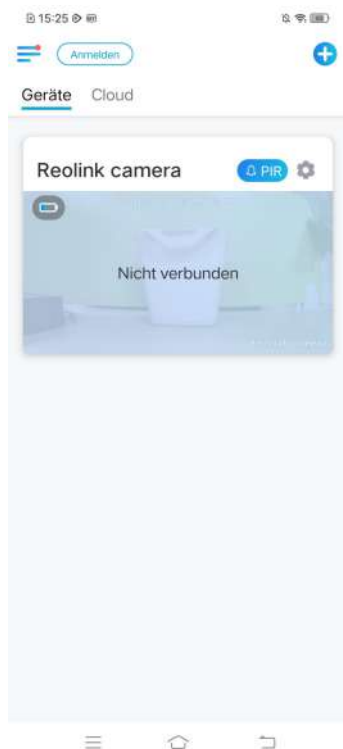 15:25
Anmelden
Geräte Cloud
Reolink camera PIR
Nicht verbunden